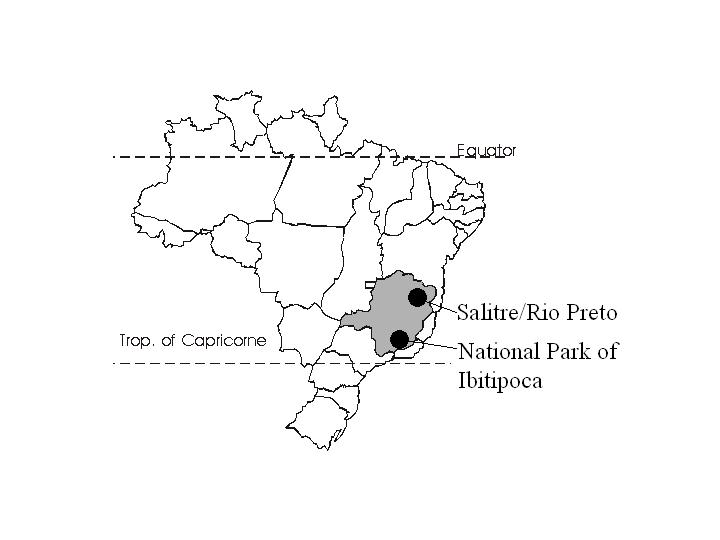 Equator
Salitre/Rio Preto
Trop. of Capricorne
National Park of
Ibitipoca